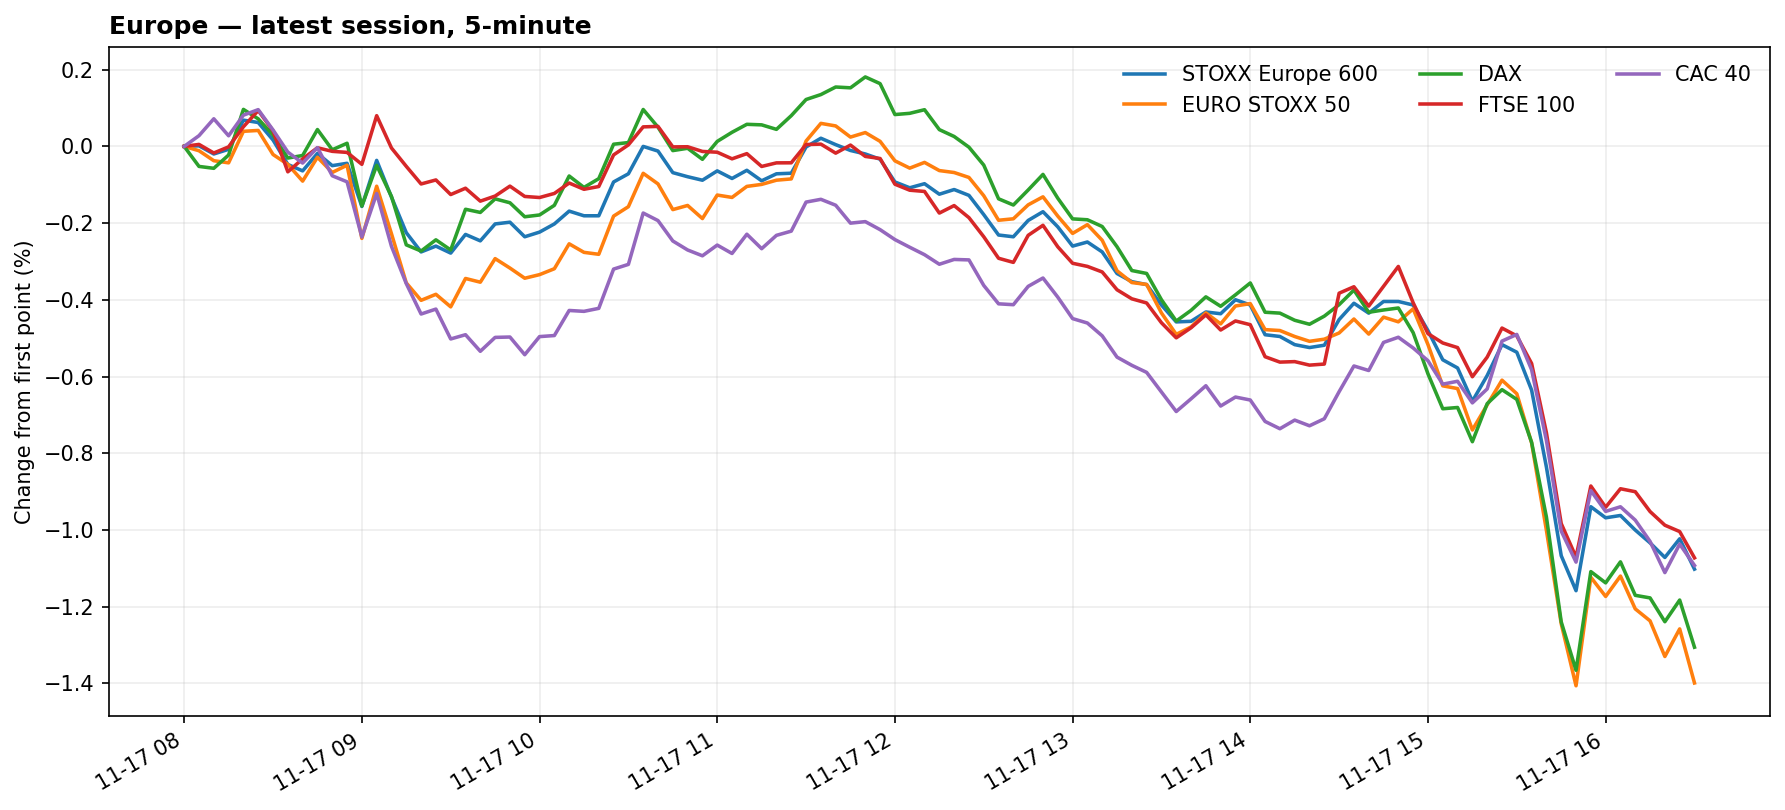 Europe — latest session, 5-minute
STOXX Europe 600
EURO STOXX 50
DAX
FTSE 100
CAC 40
Change from first point (%)
0.2
0.0
−0.2
−0.4
−0.6
−0.8
−1.0
−1.2
−1.4
11-17 08
11-17 09
11-17 10
11-17 11
11-17 12
11-17 13
11-17 14
11-17 15
11-17 16